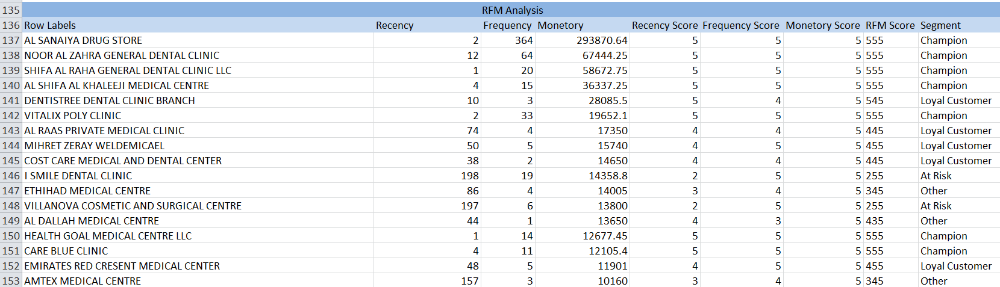 135 RFM Analysis
136 Row Labels Recency Frequency Monetory Recency Score Frequency Score Monetory Score RFM Score Segment
137 AL SANAIYA DRUG STORE 2 364 293870.64 5 5 5 555 Champion
138 NOOR AL ZAHRA GENERAL DENTAL CLINIC 12 64 67444.25 5 5 5 555 Champion
139 SHIFA AL RAHA GENERAL DENTAL CLINIC LLC 1 20 58672.75 5 5 5 555 Champion
140 AL SHIFA AL KHALEEJI MEDICAL CENTRE 4 15 36337.25 5 5 5 555 Champion
141 DENTISTREE DENTAL CLINIC BRANCH 10 3 28085.5 5 4 5 545 Loyal Customer
142 VITALIX POLY CLINIC 2 33 19652.1 5 5 5 555 Champion
143 AL RAAS PRIVATE MEDICAL CLINIC 74 4 17350 4 4 5 445 Loyal Customer
144 MIHRET ZERAY WELDEMICAEL 50 5 15740 4 5 5 455 Loyal Customer
145 COST CARE MEDICAL AND DENTAL CENTER 38 2 14650 4 4 5 445 Loyal Customer
146 I SMILE DENTAL CLINIC 198 19 14358.8 2 5 5 255 At Risk
147 ETHIHAD MEDICAL CENTRE 86 4 14005 3 4 5 345 Other
148 VILLANOVA COSMETIC AND SURGICAL CENTRE 197 6 13800 2 5 5 255 At Risk
149 AL DALLAH MEDICAL CENTRE 44 1 13650 4 3 5 435 Other
150 HEALTH GOAL MEDICAL CENTRE LLC 1 14 12677.45 5 5 5 555 Champion
151 CARE BLUE CLINIC 4 11 12105.4 5 5 5 555 Champion
152 EMIRATES RED CRESENT MEDICAL CENTER 48 5 11901 4 5 5 455 Loyal Customer
153 AMTEX MEDICAL CENTRE 157 3 10160 3 4 5 345 Other